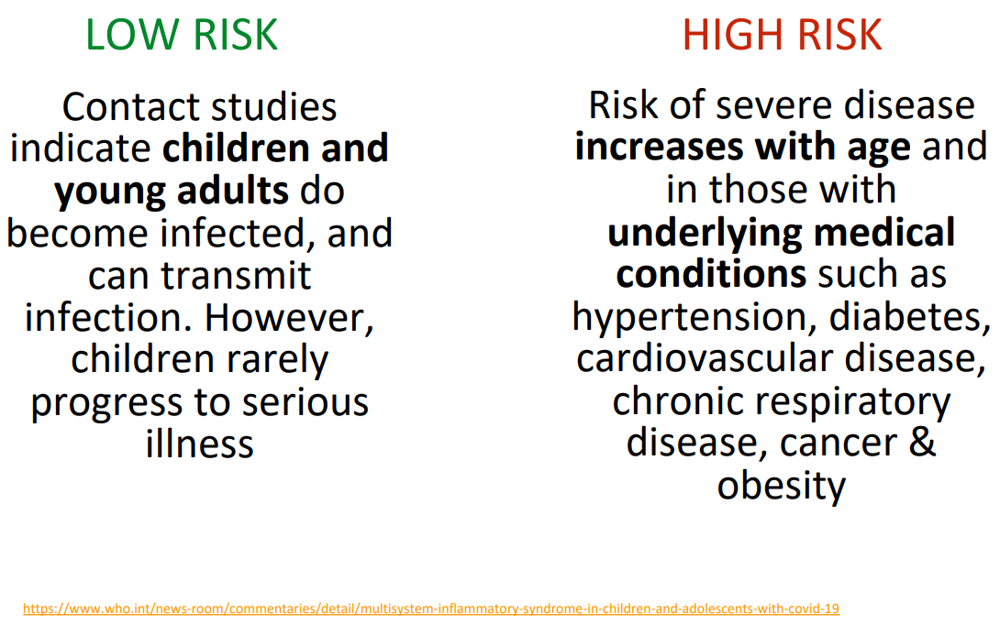 LOW RISK
Contact studies
indicate children and
young adults do
become infected, and
can transmit
infection. However,
children rarely
progress to serious
illness
HIGH RISK
Risk of severe disease
increases with age and
in those with
underlying medical
conditions such as
hypertension, diabetes,
cardiovascular disease,
chronic respiratory
disease, cancer &
obesity
https://www.who.int/news-room/commentaries/detail/multisystem-inflammatory-syndrome-in-children-and-adolescents-with-covid-19